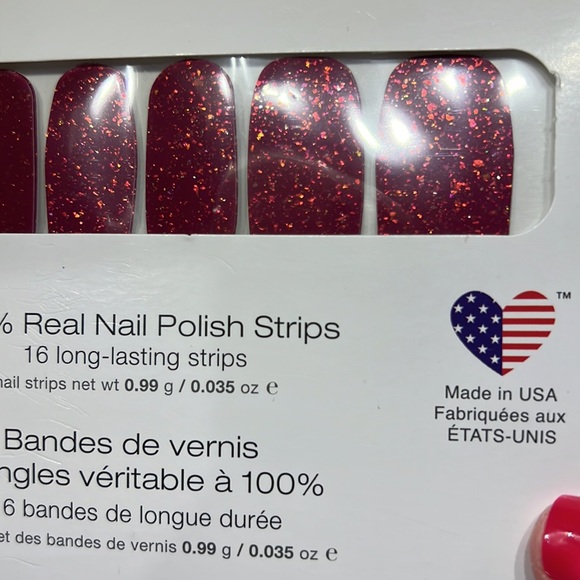 % Real Nail Polish Strips
16 long-lasting strips
nail strips net wt 0.99 g / 0.035 oz e
TM
Made in USA
Fabriquées aux
ÉTATS-UNIS
Bandes de vernis
ngles véritable à 100%
6 bandes de longue durée
et des bandes de vernis 0.99 g / 0.035 oz e